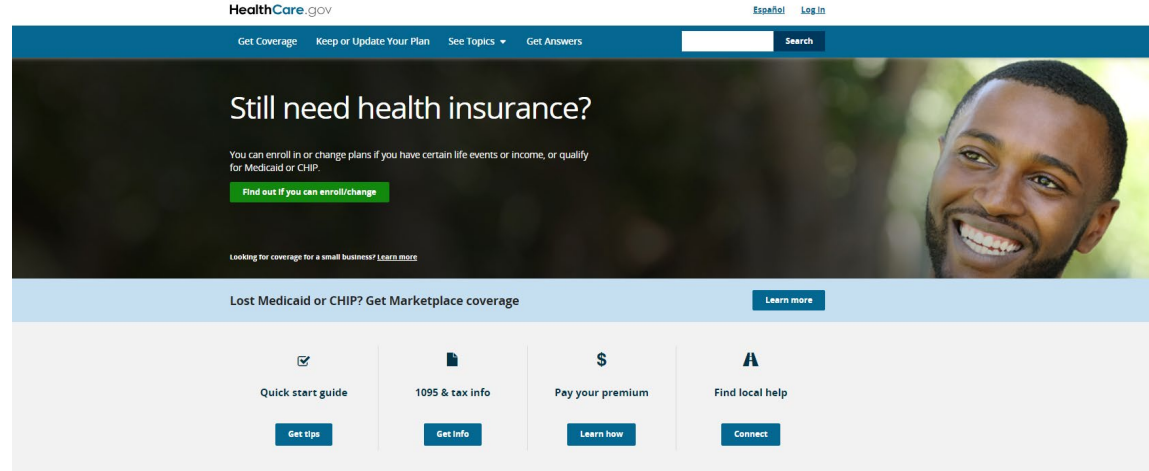 HealthCare.gov
Español Log in
Get Coverage Keep or Update Your Plan See Topics Get Answers Search
Still need health insurance?
You can enroll in or change plans if you have certain life events or income, or qualify
for Medicaid or CHIP.
Find out if you can enroll/change
Looking for coverage for a small business? Learn more
Lost Medicaid or CHIP? Get Marketplace coverage Learn more
Quick start guide 1095 & tax info Pay your premium Find local help
Get tips Get info Learn how Connect